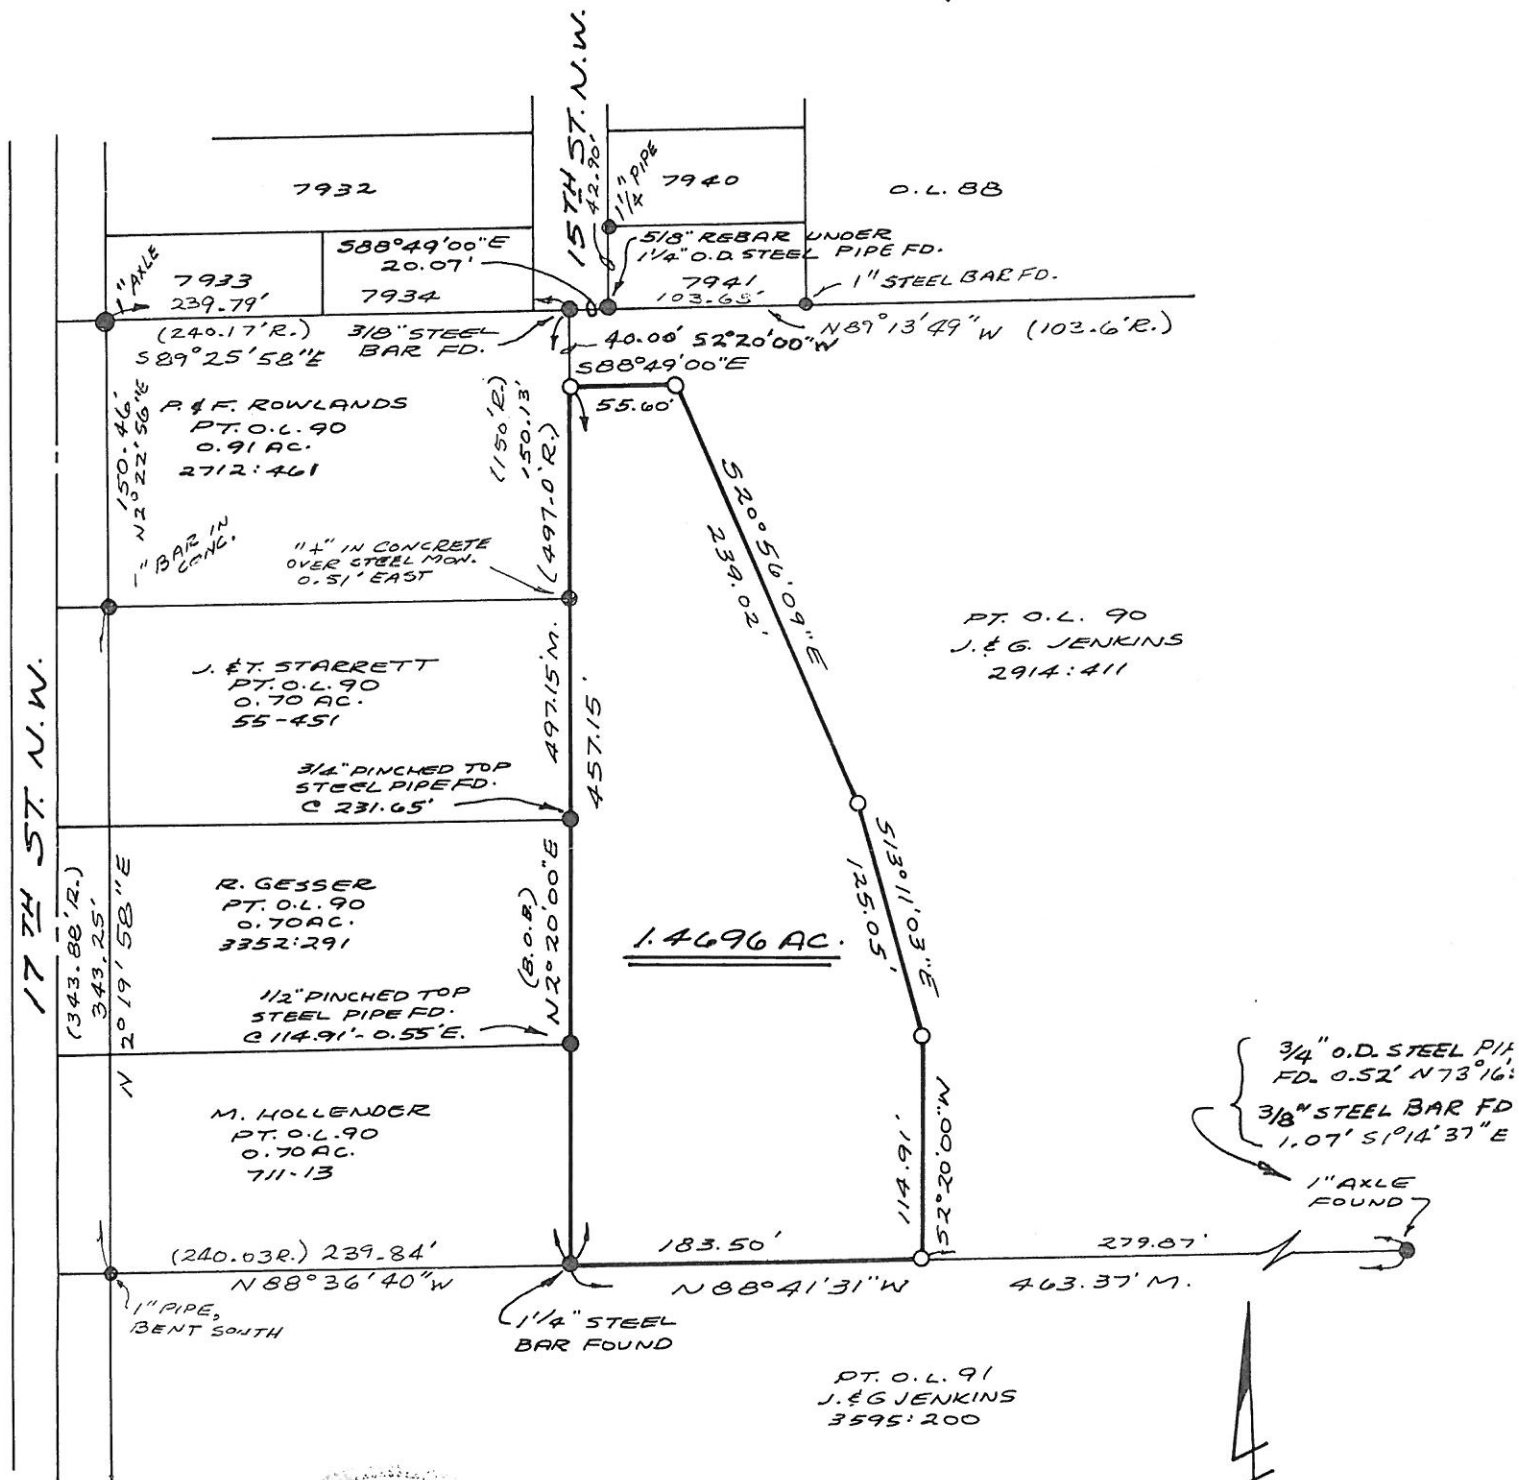 15TH ST. N.W.
42.90'
1 1/4" PIPE
7932
7940
O.L. 88
1" AXLE
7933
239.79'
S88°49'00"E
20.07'
7934
5/8" REBAR UNDER
1 1/4" O.D. STEEL PIPE FD.
7941
103.65'
1" STEEL BAR FD.
(240.17'R.)
S89°25'58"E
3/8" STEEL
BAR FD.
40.00' S2°20'00"W
N89°13'49"W (103.6'R.)
S88°49'00"E
55.60'
150.46'
N2°22'56"E
P. & F. ROWLANDS
PT. O.L. 90
0.91 AC.
2712:461
(150'R.)
150.13'
(497.0'R.)
1" BAR IN
CONC.
"+" IN CONCRETE
OVER STEEL MON.
0.51' EAST
S20°56'09"E
239.02'
PT. O.L. 90
J. & G. JENKINS
2914:411
17TH ST. N.W.
J. & T. STARRETT
PT. O.L. 90
0.70 AC.
55-451
497.15'M.
457.15'
3/4" PINCHED TOP
STEEL PIPE FD.
@ 231.65'
S13°11'03"E
125.05'
(343.88'R.)
343.25'
N2°19'58"E
R. GESSER
PT. O.L. 90
0.70 AC.
3352:291
(B.O.B.)
N2°20'00"E
1.4696 AC.
1/2" PINCHED TOP
STEEL PIPE FD.
@ 114.91'- 0.55'E.
M. HOLLENDER
PT. O.L. 90
0.70 AC.
711-13
S2°20'00"W
114.91'
3/4" O.D. STEEL
FD. 0.52' N73°16'
3/8" STEEL BAR FD
1.07' S1°14'37"E
1" AXLE
FOUND
(240.03R.) 239.84'
N88°36'40"W
183.50'
N88°41'31"W
279.87'
463.37'M.
1" PIPE,
BENT SOUTH
1 1/4" STEEL
BAR FOUND
PT. O.L. 91
J. & G JENKINS
3595:200